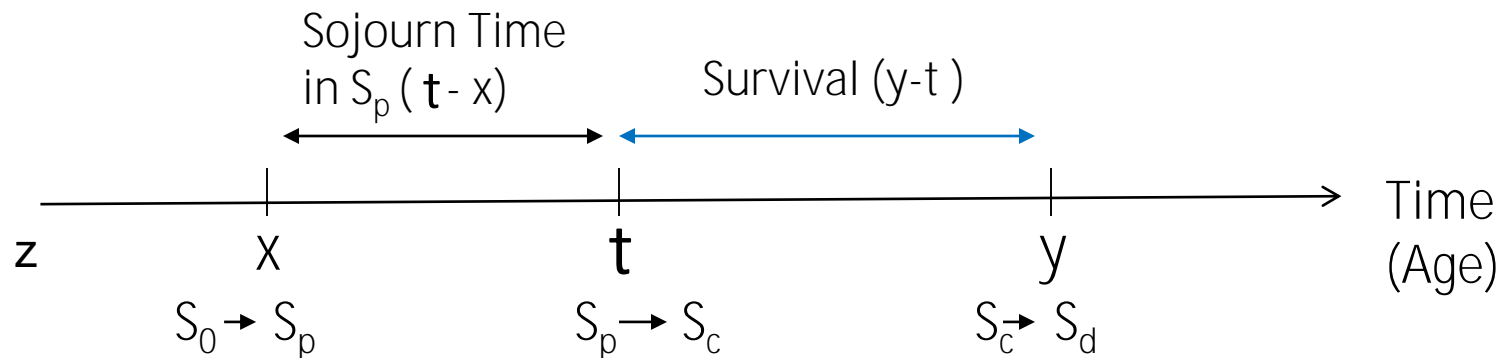 Sojourn Time
in Sp ( t - x)
Survival (y-t )
Time
(Age)
z
x
t
y
S0 → Sp
Sp → Sc
Sc → Sd